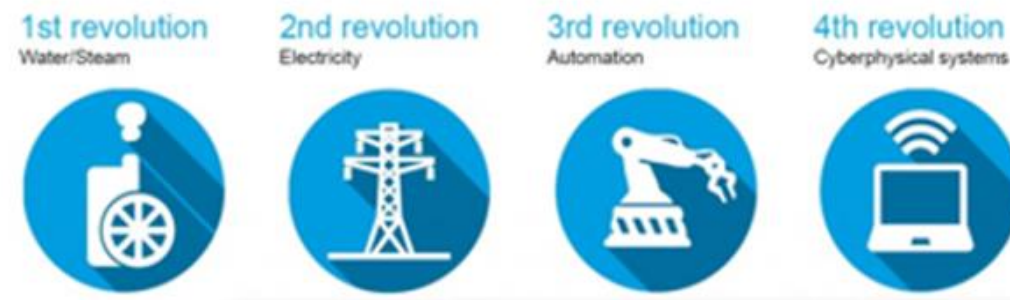 1st revolution
Water/Steam
2nd revolution
Electricity
3rd revolution
Automation
4th revolution
Cyberphysical systems